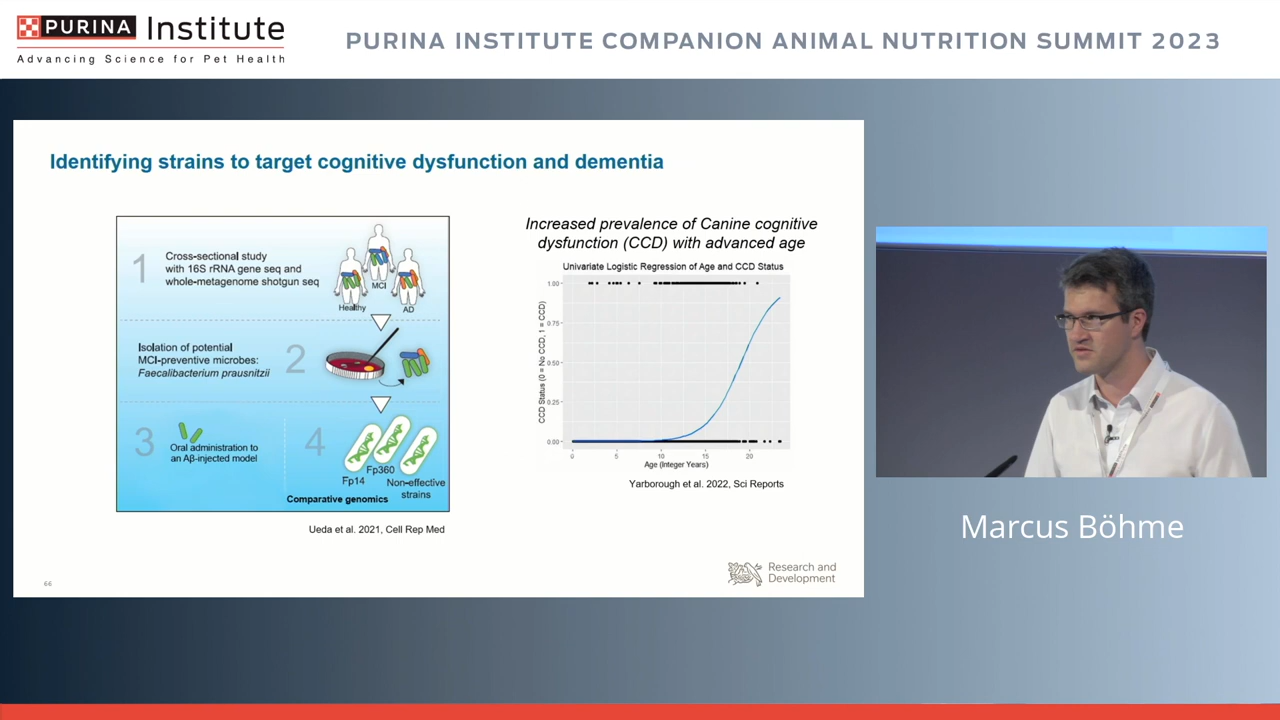 PURINA Institute
Advancing Science for Pet Health
PURINA INSTITUTE COMPANION ANIMAL NUTRITION SUMMIT 2023
Identifying strains to target cognitive dysfunction and dementia
1
Cross-sectional study
with 16S rRNA gene seq and
whole-metagenome shotgun seq
Healthy
MCI
AD
Isolation of potential
MCI-preventive microbes:
Faecalibacterium prausnitzii
2
3
Oral administration to
an Aβ-injected model
4
Fp14
Fp360
Non-effective
strains
Comparative genomics
Ueda et al. 2021, Cell Rep Med
Increased prevalence of Canine cognitive
dysfunction (CCD) with advanced age
Univariate Logistic Regression of Age and CCD Status
CCD Status (0 = No CCD, 1 = CCD)
1.00
0.75
0.50
0.25
0.00
0 5 10 15 20
Age (Integer Years)
Yarborough et al. 2022, Sci Reports
66
Research and
Development
Marcus Böhme